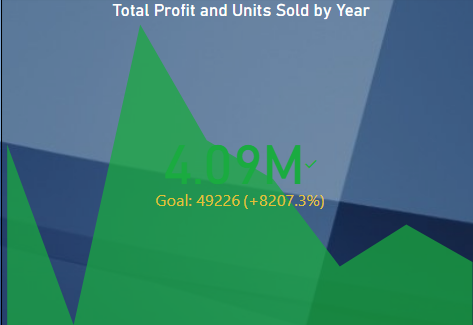 Total Profit and Units Sold by Year
4.09M✓
Goal: 49226 (+8207.3%)